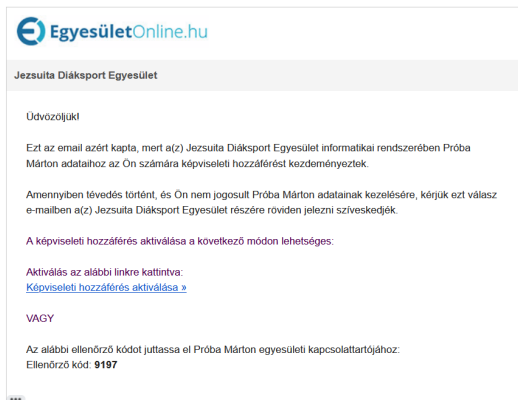 EgyesületOnline.hu
Jezsuita Diáksport Egyesület
Üdvözöljük!
Ezt az email azért kapta, mert a(z) Jezsuita Diáksport Egyesület informatikai rendszerében Próba
Márton adataihoz az Ön számára képviseleti hozzáférést kezdeményeztek.
Amennyiben tévedés történt, és Ön nem jogosult Próba Márton adatainak kezelésére, kérjük ezt válasz
e-mailben a(z) Jezsuita Diáksport Egyesület részére röviden jelezni szíveskedjék.
A képviseleti hozzáférés aktiválása a következő módon lehetséges:
Aktiválás az alábbi linkre kattintva:
Képviseleti hozzáférés aktiválása »
VAGY
Az alábbi ellenőrző kódot juttassa el Próba Márton egyesületi kapcsolattartójához:
Ellenőrző kód: 9197